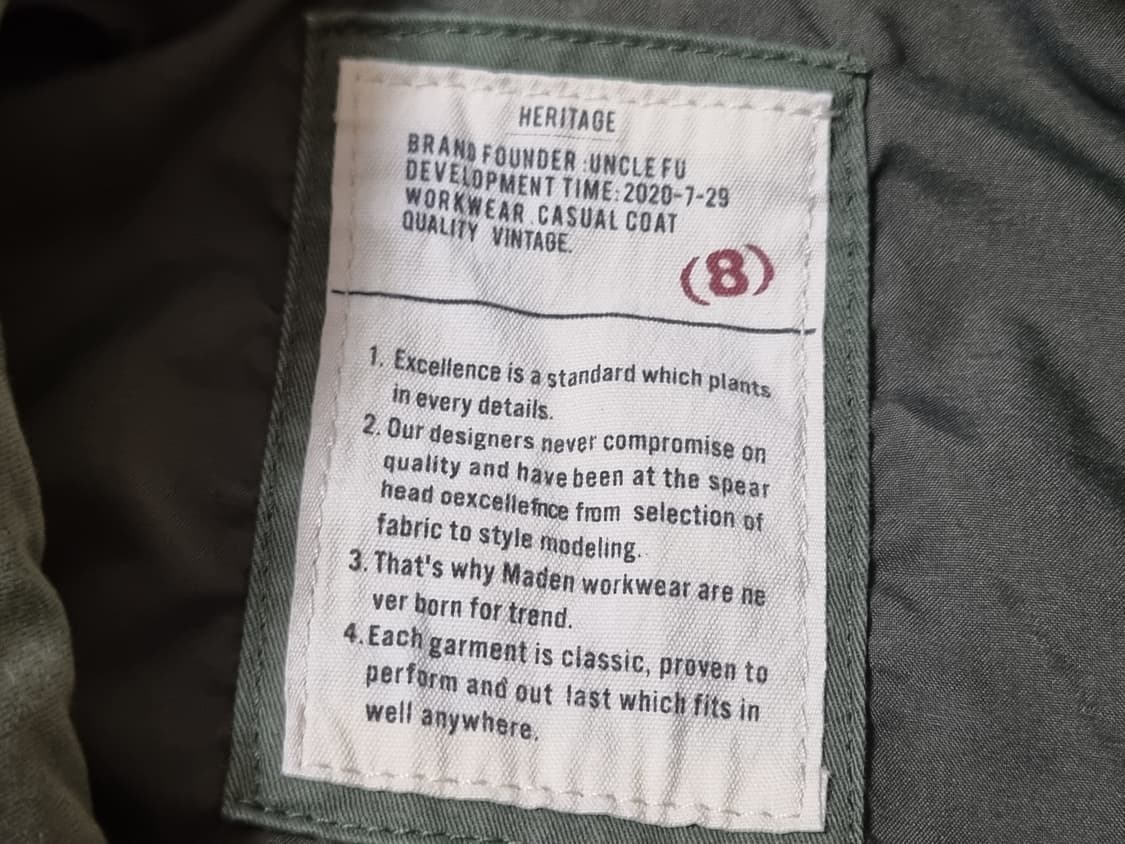 HERITAGE
BRAND FOUNDER :UNCLE FU
DEVELOPMENT TIME: 2020-7-29
WORKWEAR CASUAL COAT
QUALITY VINTAGE.
(8)
1. Excellence is a standard which plants
in every details.
2. Our designers never compromise on
quality and have been at the spear
head oexcellefnce from selection of
fabric to style modeling.
3. That's why Maden workwear are ne
ver born for trend.
4. Each garment is classic, proven to
perform and out last which fits in
well anywhere.